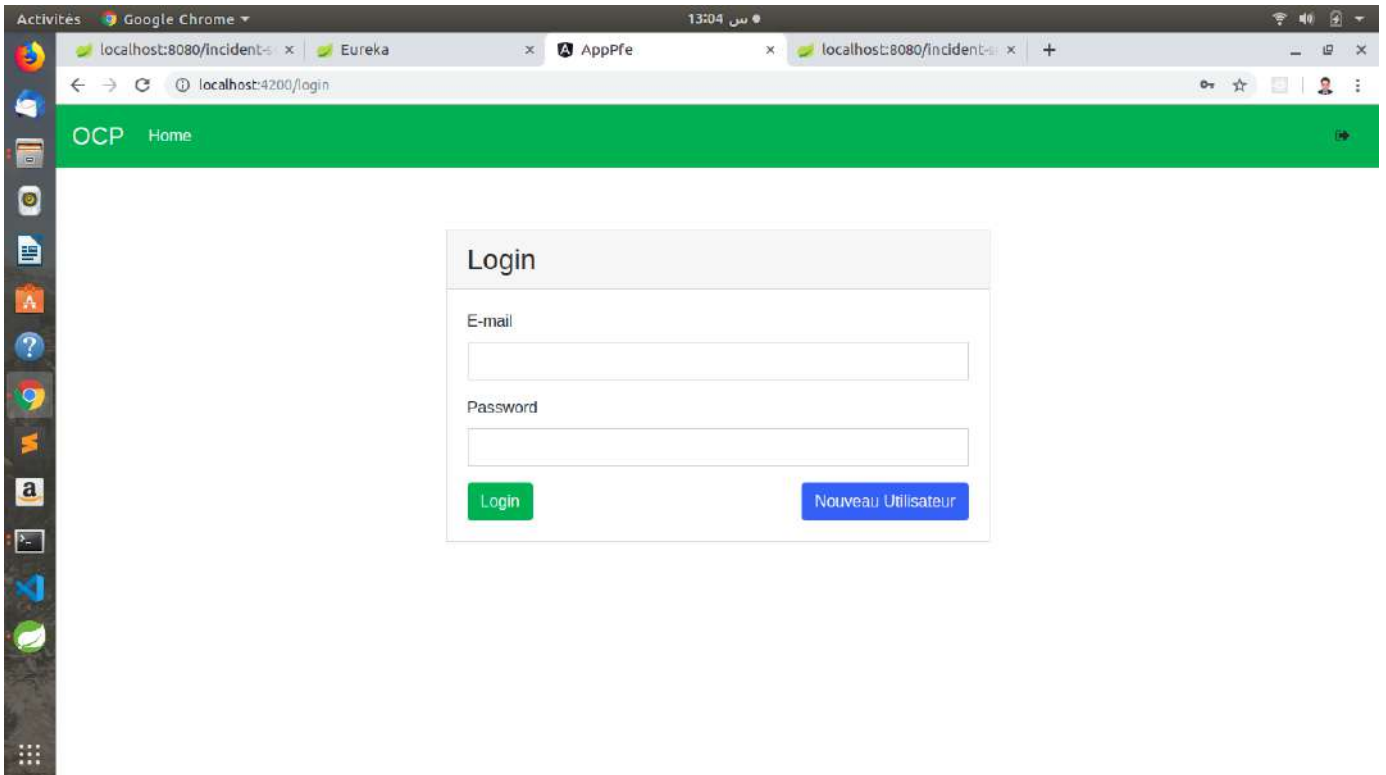 Activités Google Chrome 13:04 س
localhost:8080/incident-s Eureka AppPfe localhost:8080/incident-s
localhost:4200/login
OCP Home
Login
E-mail
Password
Login Nouveau Utilisateur